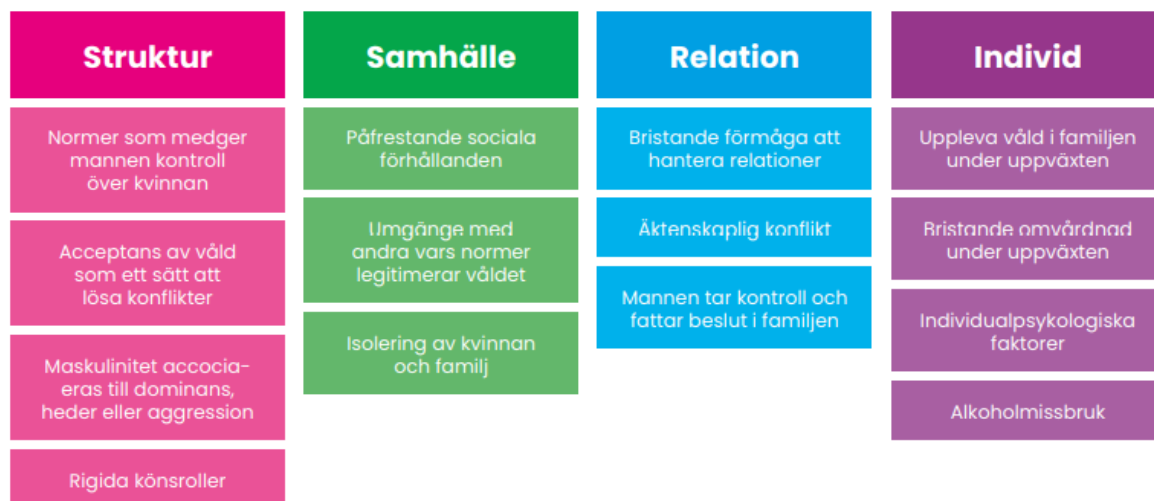 Struktur
Normer som medger
mannen kontroll
över kvinnan
Acceptans av våld
som ett sätt att
lösa konflikter
Maskulinitet accocia-
eras till dominans,
heder eller aggression
Rigida könsroller
Samhälle
Påfrestande sociala
förhållanden
Umgänge med
andra vars normer
legitimerar våldet
Isolering av kvinnan
och familj
Relation
Bristande förmåga att
hantera relationer
Äktenskaplig konflikt
Mannen tar kontroll och
fattar beslut i familjen
Individ
Uppleva våld i familjen
under uppväxten
Bristande omvårdnad
under uppväxten
Individualpsykologiska
faktorer
Alkoholmissbruk